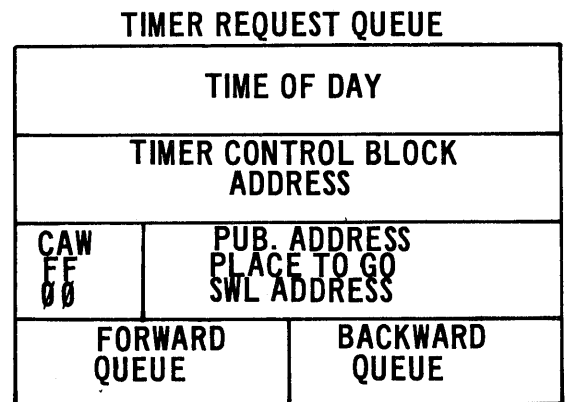 TIMER REQUEST QUEUE
TIME OF DAY
TIMER CONTROL BLOCK
ADDRESS
CAW PUB. ADDRESS
FF PLACE TO GO
00 SWL ADDRESS
FORWARD BACKWARD
QUEUE QUEUE